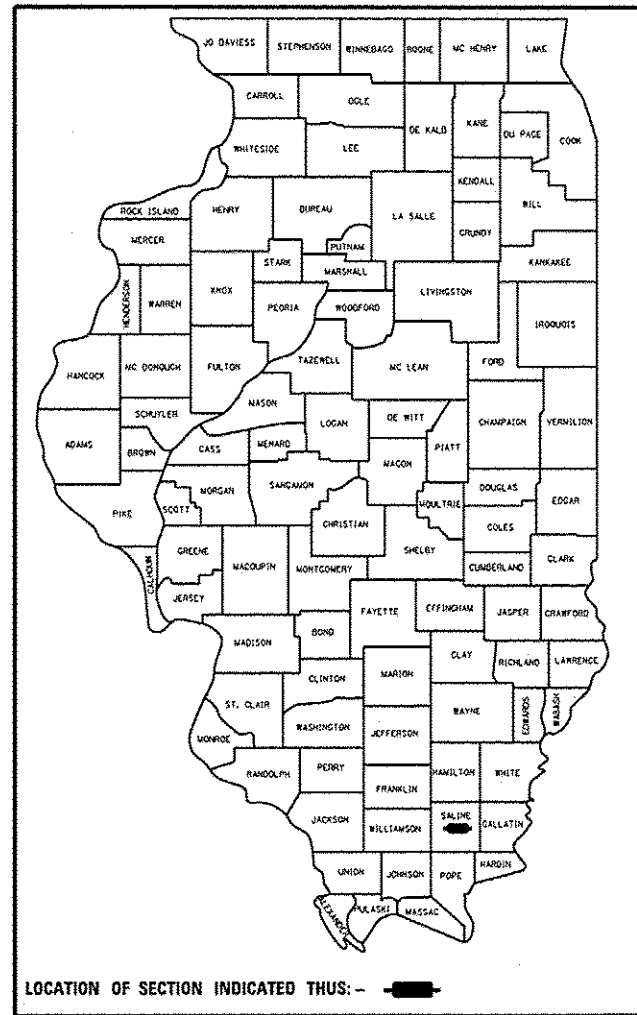 JO DAVIESS STEPHENSON WINNEBAGO BOONE MC HENRY LAKE
CARROLL OGLE DE KALB KANE DU PAGE COOK
WHITESIDE LEE KENDALL WILL
ROCK ISLAND HENRY BUREAU LA SALLE GRUNDY
MERCER PUTNAM KANKAKEE
HENDERSON WARREN KNOX STARK MARSHALL LIVINGSTON
PEORIA WOODFORD IROQUOIS
HANCOCK MC DONOUGH FULTON TAZEWELL MC LEAN FORD
SCHUYLER MASON LOGAN DE WITT CHAMPAIGN VERMILION
ADAMS BROWN CASS MENARD PIATT
MACON
PIKE SCOTT MORGAN SANGAMON MOULTRIE DOUGLAS EDGAR
CHRISTIAN COLES
CALHOUN GREENE MACOUPIN MONTGOMERY SHELBY CUMBERLAND CLARK
JERSEY
FAYETTE EFFINGHAM JASPER CRAWFORD
MADISON BOND
CLAY RICHLAND LAWRENCE
CLINTON MARION
ST. CLAIR WAYNE EDWARDS WABASH
MONROE WASHINGTON JEFFERSON
RANDOLPH PERRY HAMILTON WHITE
FRANKLIN
JACKSON WILLIAMSON SALINE GALLATIN
UNION JOHNSON POPE HARDIN
ALEXANDER PULASKI MASSAC
LOCATION OF SECTION INDICATED THUS: -